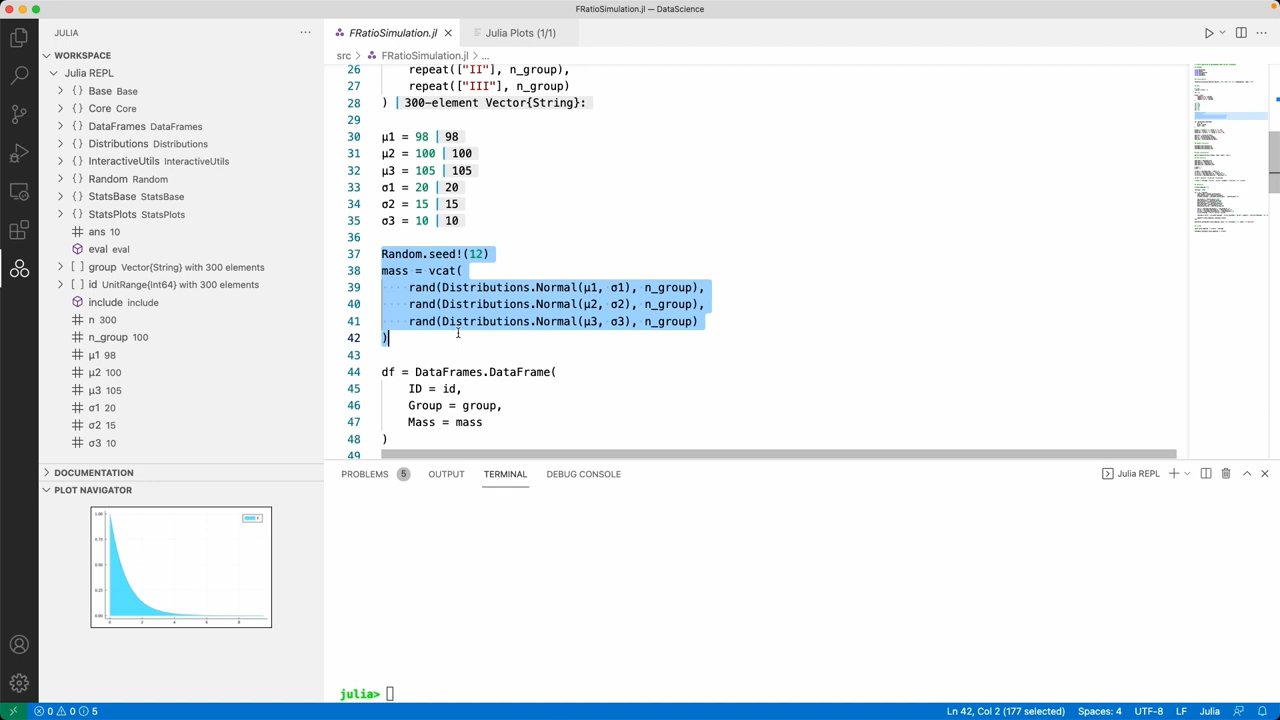 FRatioSimulation.jl — DataScience
JULIA
FRatioSimulation.jl
Julia Plots (1/1)
WORKSPACE
src > FRatioSimulation.jl > ...
Julia REPL
{ } Base Base
{ } Core Core
{ } DataFrames DataFrames
{ } Distributions Distributions
{ } InteractiveUtils InteractiveUtils
{ } Random Random
{ } StatsBase StatsBase
{ } StatsPlots StatsPlots
ans 10
eval eval
[ ] group Vector{String} with 300 elements
[ ] id UnitRange{Int64} with 300 elements
include include
n 300
n_group 100
μ1 98
μ2 100
μ3 105
σ1 20
σ2 15
σ3 10
DOCUMENTATION
PLOT NAVIGATOR
26 repeat(["II"], n_group),
27 repeat(["III"], n_group)
28 ) 300-element Vector{String}:
29
30 μ1 = 98 98
31 μ2 = 100 100
32 μ3 = 105 105
33 σ1 = 20 20
34 σ2 = 15 15
35 σ3 = 10 10
36
37 Random.seed!(12)
38 mass = vcat(
39 rand(Distributions.Normal(μ1, σ1), n_group),
40 rand(Distributions.Normal(μ2, σ2), n_group),
41 rand(Distributions.Normal(μ3, σ3), n_group)
42 )
43
44 df = DataFrames.DataFrame(
45 ID = id,
46 Group = group,
47 Mass = mass
48 )
49
PROBLEMS 5 OUTPUT TERMINAL DEBUG CONSOLE
Julia REPL
julia>
0 0 5
Ln 42, Col 2 (177 selected) Spaces: 4 UTF-8 LF Julia